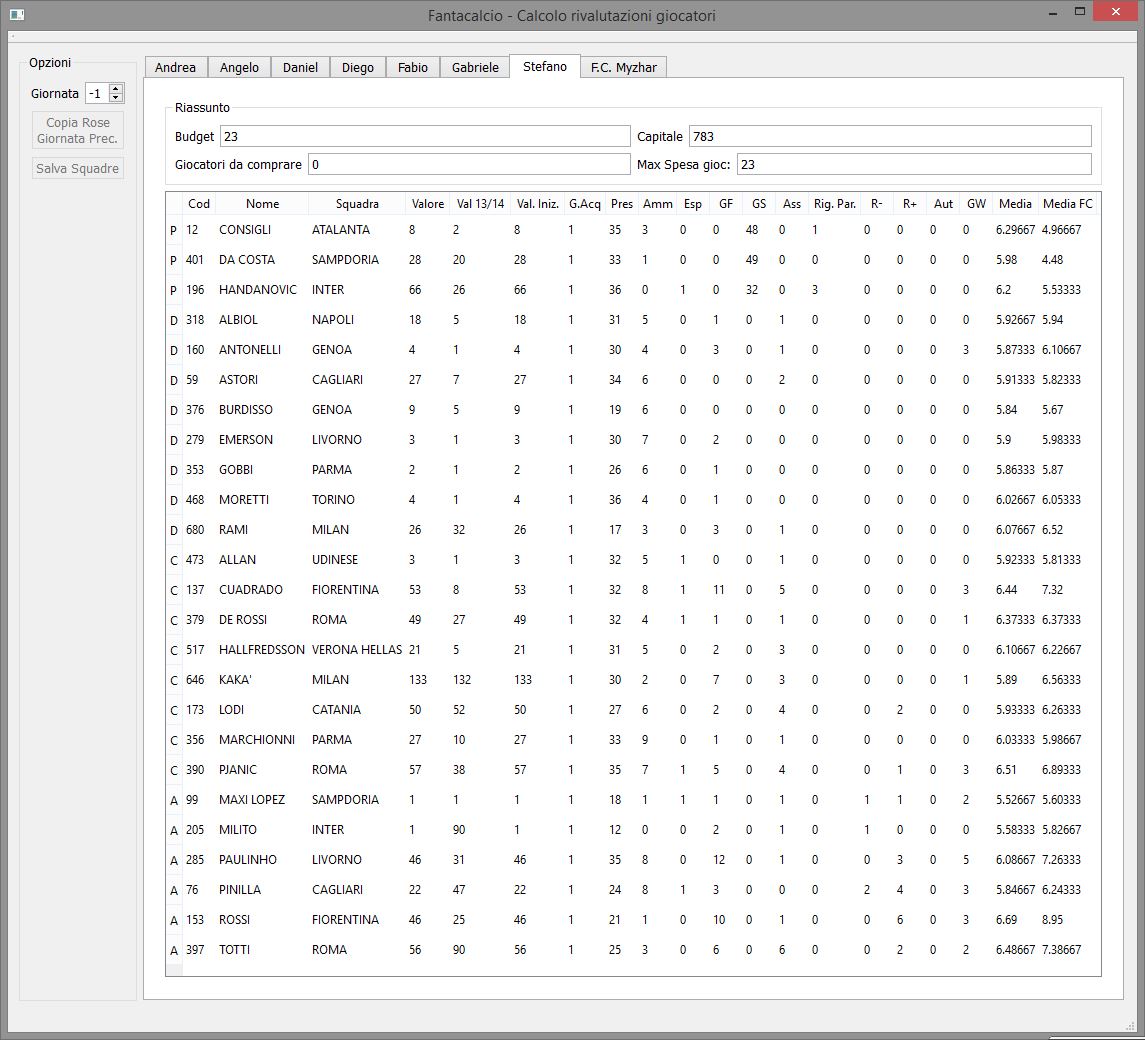 Fantacalcio - Calcolo rivalutazioni giocatori
Opzioni
Giornata -1
Copia Rose
Giornata Prec.
Salva Squadre
Andrea Angelo Daniel Diego Fabio Gabriele Stefano F.C. Myzhar
Riassunto
Budget 23 Capitale 783
Giocatori da comprare 0 Max Spesa gioc: 23
Cod Nome Squadra Valore Val 13/14 Val. Iniz. G.Acq Pres Amm Esp GF GS Ass Rig. Par. R- R+ Aut GW Media Media FC
P 12 CONSIGLI ATALANTA 8 2 8 1 35 3 0 0 48 0 1 0 0 0 0 6.29667 4.96667
P 401 DA COSTA SAMPDORIA 28 20 28 1 33 1 0 0 49 0 0 0 0 0 0 5.98 4.48
P 196 HANDANOVIC INTER 66 26 66 1 36 0 1 0 32 0 3 0 0 0 0 6.2 5.53333
D 318 ALBIOL NAPOLI 18 5 18 1 31 5 0 1 0 1 0 0 0 0 0 5.92667 5.94
D 160 ANTONELLI GENOA 4 1 4 1 30 4 0 3 0 1 0 0 0 0 3 5.87333 6.10667
D 59 ASTORI CAGLIARI 27 7 27 1 34 6 0 0 0 2 0 0 0 0 0 5.91333 5.82333
D 376 BURDISSO GENOA 9 5 9 1 19 6 0 0 0 0 0 0 0 0 0 5.84 5.67
D 279 EMERSON LIVORNO 3 1 3 1 30 7 0 2 0 0 0 0 0 0 0 5.9 5.98333
D 353 GOBBI PARMA 2 1 2 1 26 6 0 1 0 0 0 0 0 0 0 5.86333 5.87
D 468 MORETTI TORINO 4 1 4 1 36 4 0 1 0 0 0 0 0 0 0 6.02667 6.05333
D 680 RAMI MILAN 26 32 26 1 17 3 0 3 0 1 0 0 0 0 0 6.07667 6.52
C 473 ALLAN UDINESE 3 1 3 1 32 5 1 0 0 1 0 0 0 0 0 5.92333 5.81333
C 137 CUADRADO FIORENTINA 53 8 53 1 32 8 1 11 0 5 0 0 0 0 3 6.44 7.32
C 379 DE ROSSI ROMA 49 27 49 1 32 4 1 1 0 1 0 0 0 0 1 6.37333 6.37333
C 517 HALLFREDSSON VERONA HELLAS 21 5 21 1 31 5 0 2 0 3 0 0 0 0 0 6.10667 6.22667
C 646 KAKA' MILAN 133 132 133 1 30 2 0 7 0 3 0 0 0 0 1 5.89 6.56333
C 173 LODI CATANIA 50 52 50 1 27 6 0 2 0 4 0 0 2 0 0 5.93333 6.26333
C 356 MARCHIONNI PARMA 27 10 27 1 33 9 0 1 0 1 0 0 0 0 0 6.03333 5.98667
C 390 PJANIC ROMA 57 38 57 1 35 7 1 5 0 4 0 0 1 0 3 6.51 6.89333
A 99 MAXI LOPEZ SAMPDORIA 1 1 1 1 18 1 1 1 0 1 0 1 1 0 2 5.52667 5.60333
A 205 MILITO INTER 1 90 1 1 12 0 0 2 0 1 0 1 0 0 0 5.58333 5.82667
A 285 PAULINHO LIVORNO 46 31 46 1 35 8 0 12 0 1 0 0 3 0 5 6.08667 7.26333
A 76 PINILLA CAGLIARI 22 47 22 1 24 8 1 3 0 0 0 2 4 0 3 5.84667 6.24333
A 153 ROSSI FIORENTINA 46 25 46 1 21 1 0 10 0 1 0 0 6 0 3 6.69 8.95
A 397 TOTTI ROMA 56 90 56 1 25 3 0 6 0 6 0 0 2 0 2 6.48667 7.38667